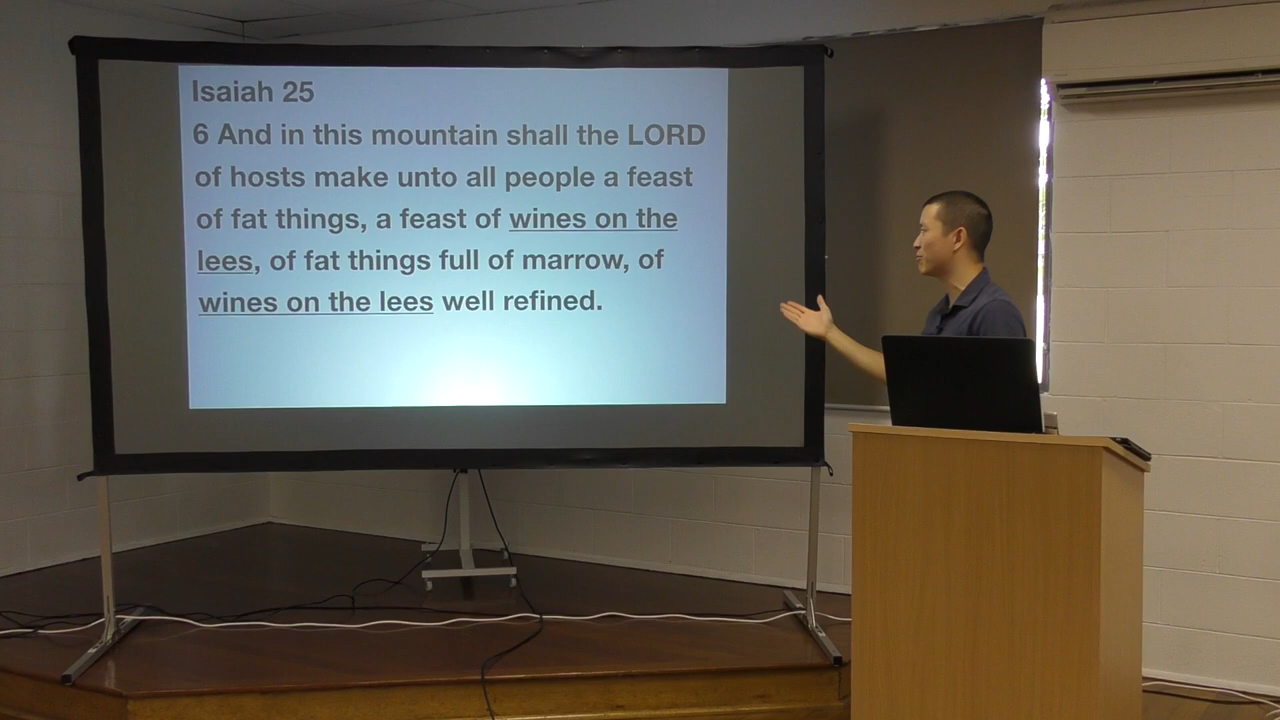 Isaiah 25
6 And in this mountain shall the LORD
of hosts make unto all people a feast
of fat things, a feast of wines on the
lees, of fat things full of marrow, of
wines on the lees well refined.